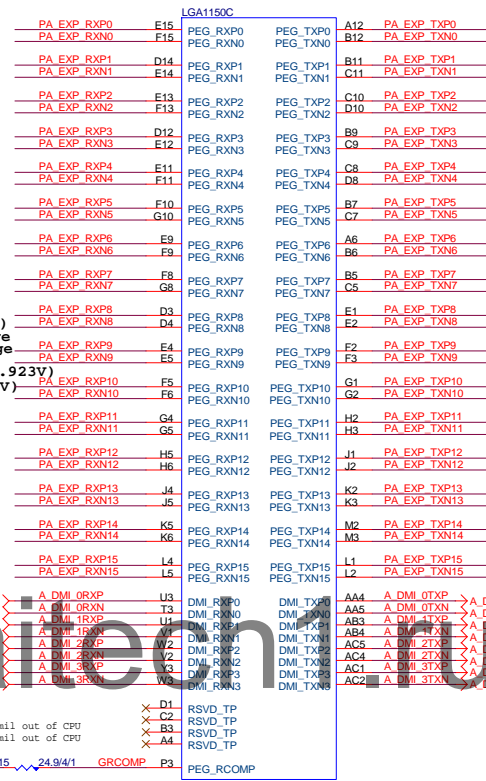 LGA1150C
PA_EXP_RXP0 E15 PEG_RXP0 PEG_TXP0 A12 PA_EXP_TXP0
PA_EXP_RXN0 F15 PEG_RXN0 PEG_TXN0 B12 PA_EXP_TXN0
PA_EXP_RXP1 D14 PEG_RXP1 PEG_TXP1 B11 PA_EXP_TXP1
PA_EXP_RXN1 E14 PEG_RXN1 PEG_TXN1 C11 PA_EXP_TXN1
PA_EXP_RXP2 E13 PEG_RXP2 PEG_TXP2 C10 PA_EXP_TXP2
PA_EXP_RXN2 F13 PEG_RXN2 PEG_TXN2 D10 PA_EXP_TXN2
PA_EXP_RXP3 D12 PEG_RXP3 PEG_TXP3 B9 PA_EXP_TXP3
PA_EXP_RXN3 E12 PEG_RXN3 PEG_TXN3 C9 PA_EXP_TXN3
PA_EXP_RXP4 E11 PEG_RXP4 PEG_TXP4 C8 PA_EXP_TXP4
PA_EXP_RXN4 F11 PEG_RXN4 PEG_TXN4 D8 PA_EXP_TXN4
PA_EXP_RXP5 F10 PEG_RXP5 PEG_TXP5 B7 PA_EXP_TXP5
PA_EXP_RXN5 G10 PEG_RXN5 PEG_TXN5 C7 PA_EXP_TXN5
PA_EXP_RXP6 E9 PEG_RXP6 PEG_TXP6 A6 PA_EXP_TXP6
PA_EXP_RXN6 F9 PEG_RXN6 PEG_TXN6 B6 PA_EXP_TXN6
PA_EXP_RXP7 F8 PEG_RXP7 PEG_TXP7 B5 PA_EXP_TXP7
PA_EXP_RXN7 G8 PEG_RXN7 PEG_TXN7 C5 PA_EXP_TXN7
PA_EXP_RXP8 D3 PEG_RXP8 PEG_TXP8 E1 PA_EXP_TXP8
PA_EXP_RXN8 D4 PEG_RXN8 PEG_TXN8 E2 PA_EXP_TXN8
PA_EXP_RXP9 E4 PEG_RXP9 PEG_TXP9 F2 PA_EXP_TXP9
PA_EXP_RXN9 E5 PEG_RXN9 PEG_TXN9 F3 PA_EXP_TXN9
.923V)
V)
PA_EXP_RXP10 F5 PEG_RXP10 PEG_TXP10 G1 PA_EXP_TXP10
PA_EXP_RXN10 F6 PEG_RXN10 PEG_TXN10 G2 PA_EXP_TXN10
PA_EXP_RXP11 G4 PEG_RXP11 PEG_TXP11 H2 PA_EXP_TXP11
PA_EXP_RXN11 G5 PEG_RXN11 PEG_TXN11 H3 PA_EXP_TXN11
PA_EXP_RXP12 H5 PEG_RXP12 PEG_TXP12 J1 PA_EXP_TXP12
PA_EXP_RXN12 H6 PEG_RXN12 PEG_TXN12 J2 PA_EXP_TXN12
PA_EXP_RXP13 J4 PEG_RXP13 PEG_TXP13 K2 PA_EXP_TXP13
PA_EXP_RXN13 J5 PEG_RXN13 PEG_TXN13 K3 PA_EXP_TXN13
PA_EXP_RXP14 K5 PEG_RXP14 PEG_TXP14 M2 PA_EXP_TXP14
PA_EXP_RXN14 K6 PEG_RXN14 PEG_TXN14 M3 PA_EXP_TXN14
PA_EXP_RXP15 L4 PEG_RXP15 PEG_TXP15 L1 PA_EXP_TXP15
PA_EXP_RXN15 L5 PEG_RXN15 PEG_TXN15 L2 PA_EXP_TXN15
A_DMI_0RXP U3 DMI_RXP0 DMI_TXP0 AA4 A_DMI_0TXP
A_DMI_0RXN T3 DMI_RXN0 DMI_TXN0 AA5 A_DMI_0TXN
A_DMI_1RXP U1 DMI_RXP1 DMI_TXP1 AB3 A_DMI_1TXP
A_DMI_1RXN V1 DMI_RXN1 DMI_TXN1 AB4 A_DMI_1TXN
A_DMI_2RXP W2 DMI_RXP2 DMI_TXP2 AC5 A_DMI_2TXP
A_DMI_2RXN V2 DMI_RXN2 DMI_TXN2 AC4 A_DMI_2TXN
A_DMI_3RXP Y3 DMI_RXP3 DMI_TXP3 AC1 A_DMI_3TXP
A_DMI_3RXN W3 DMI_RXN3 DMI_TXN3 AC2 A_DMI_3TXN
hitech1.ru
D1 RSVD_TP
C2 RSVD_TP
mil out of CPU B3 RSVD_TP
mil out of CPU A4 RSVD_TP
15 24.9/4/1 GRCOMP P3 PEG_RCOMP